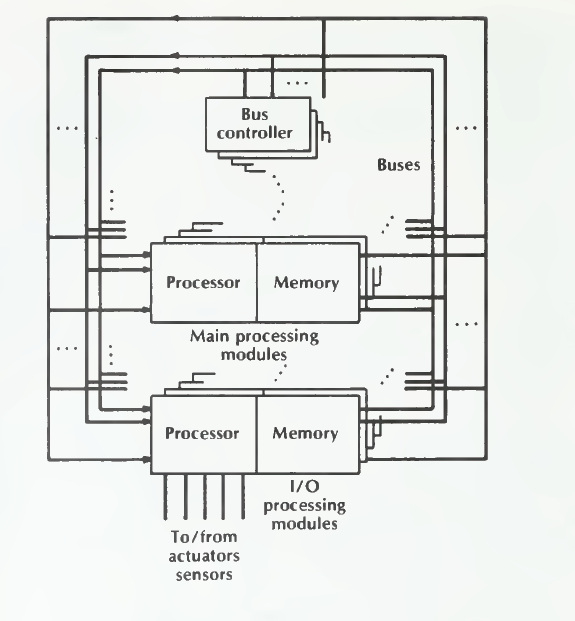 Bus
controller
Buses
Processor
Memory
Main processing
modules
Processor
Memory
I/O
processing
modules
To/from
actuators
sensors